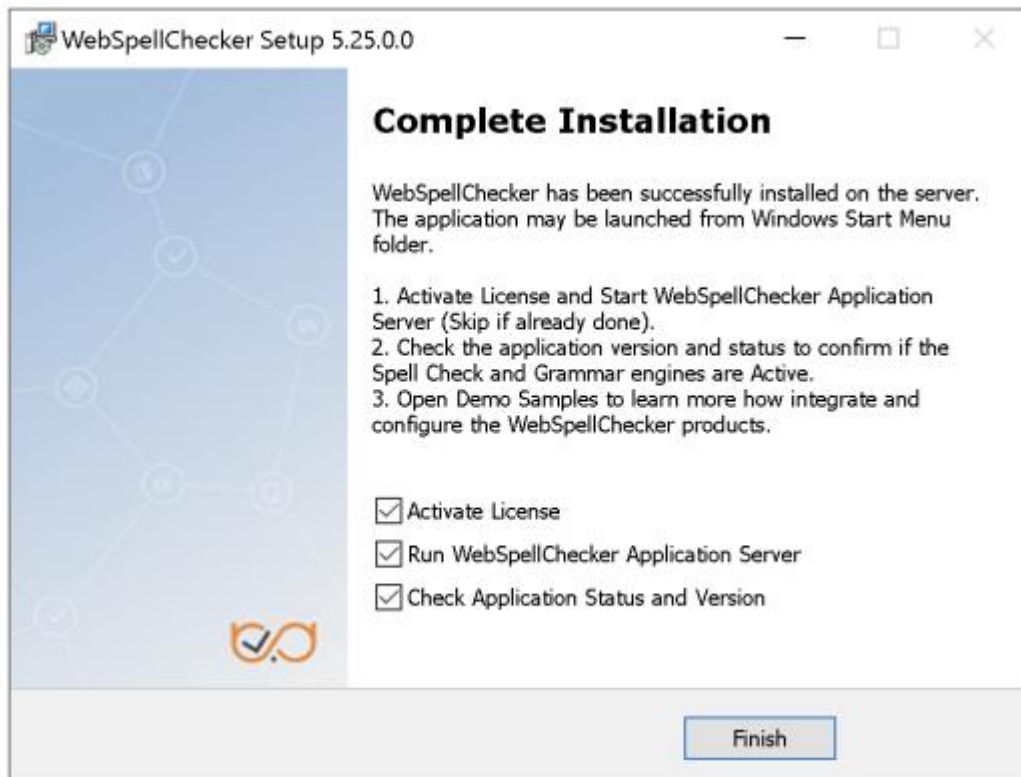 WebSpellChecker Setup 5.25.0.0
Complete Installation
WebSpellChecker has been successfully installed on the server.
The application may be launched from Windows Start Menu
folder.
1. Activate License and Start WebSpellChecker Application
Server (Skip if already done).
2. Check the application version and status to confirm if the
Spell Check and Grammar engines are Active.
3. Open Demo Samples to learn more how integrate and
configure the WebSpellChecker products.
Activate License
Run WebSpellChecker Application Server
Check Application Status and Version
Finish